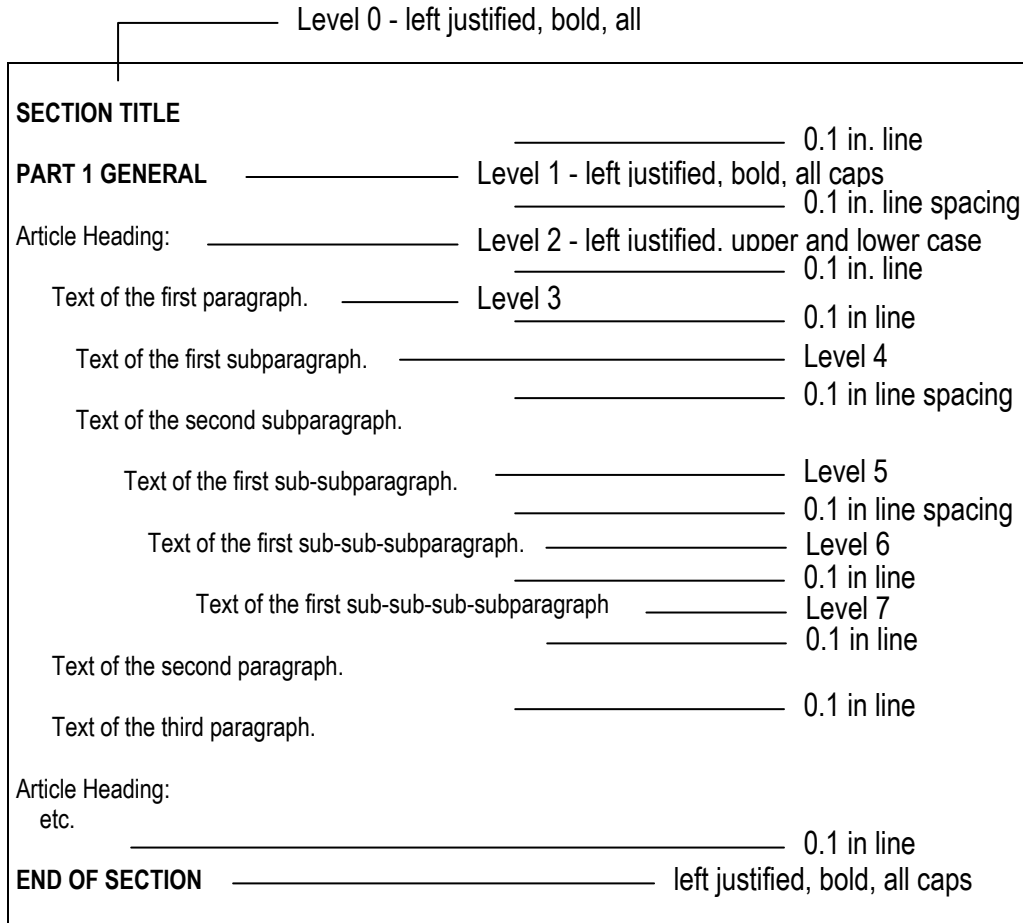 Level 0 - left justified, bold, all
SECTION TITLE
0.1 in. line
PART 1 GENERAL Level 1 - left justified, bold, all caps
0.1 in. line spacing
Article Heading: Level 2 - left justified, upper and lower case
0.1 in. line
Text of the first paragraph. Level 3
0.1 in line
Text of the first subparagraph. Level 4
0.1 in line spacing
Text of the second subparagraph.
Text of the first sub-subparagraph. Level 5
0.1 in line spacing
Text of the first sub-sub-subparagraph. Level 6
0.1 in line
Text of the first sub-sub-sub-subparagraph Level 7
0.1 in line
Text of the second paragraph.
0.1 in line
Text of the third paragraph.
Article Heading:
etc.
0.1 in line
END OF SECTION left justified, bold, all caps